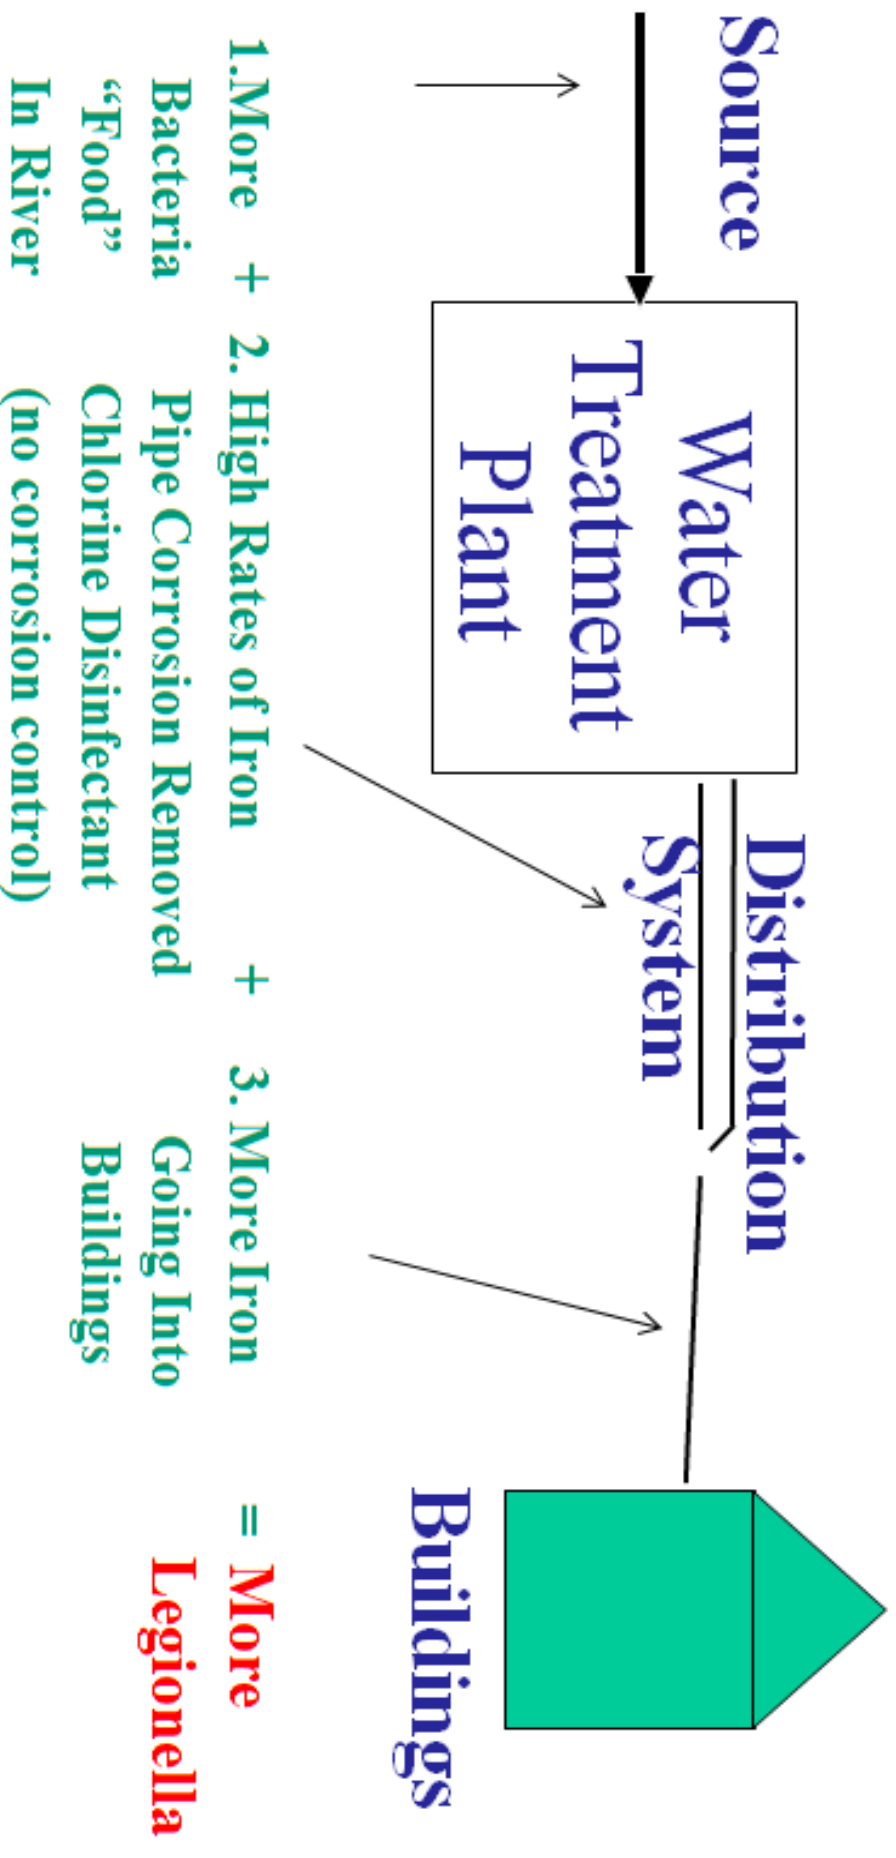 Source
Water
Treatment
Plant
Distribution
System
Buildings
1.More + 2. High Rates of Iron + 3. More Iron = More
Bacteria Pipe Corrosion Removed Going Into Legionella
“Food” Chlorine Disinfectant Buildings
In River (no corrosion control)